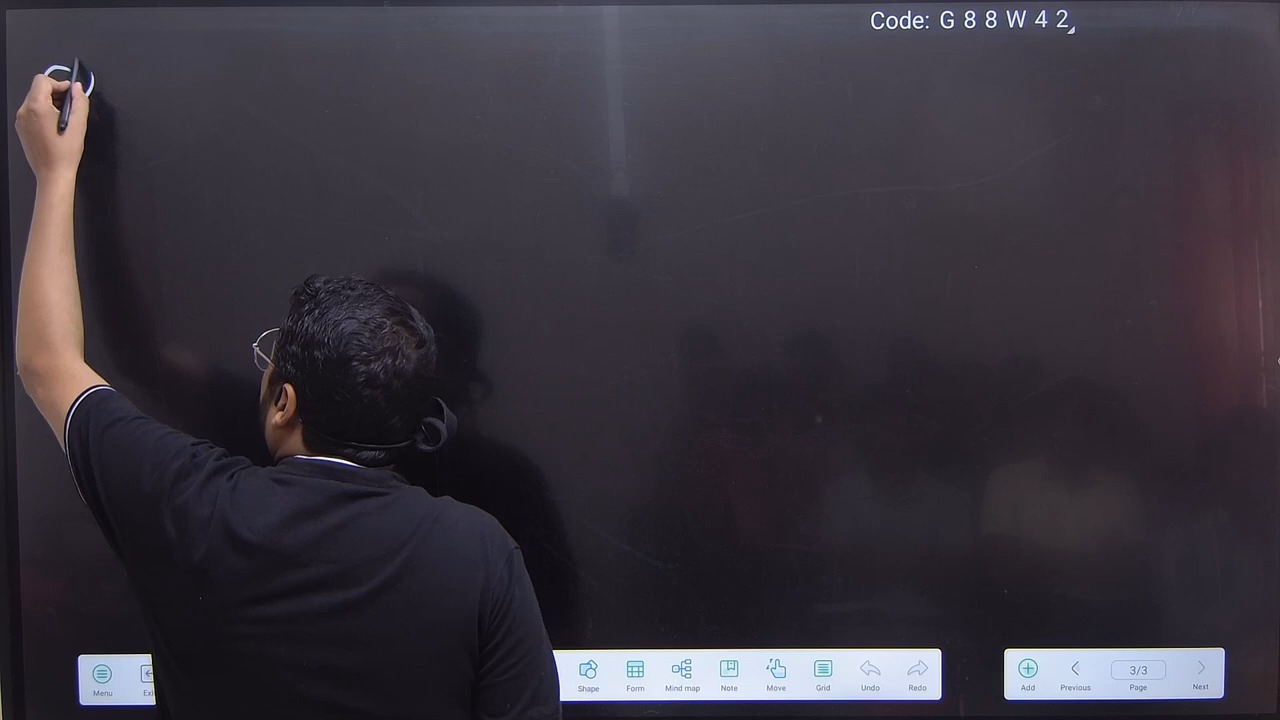 Code: G 8 8 W 4 2
Menu
Shape Form Mind map Note Move Grid Undo Redo
Add Previous 3/3 Page Next